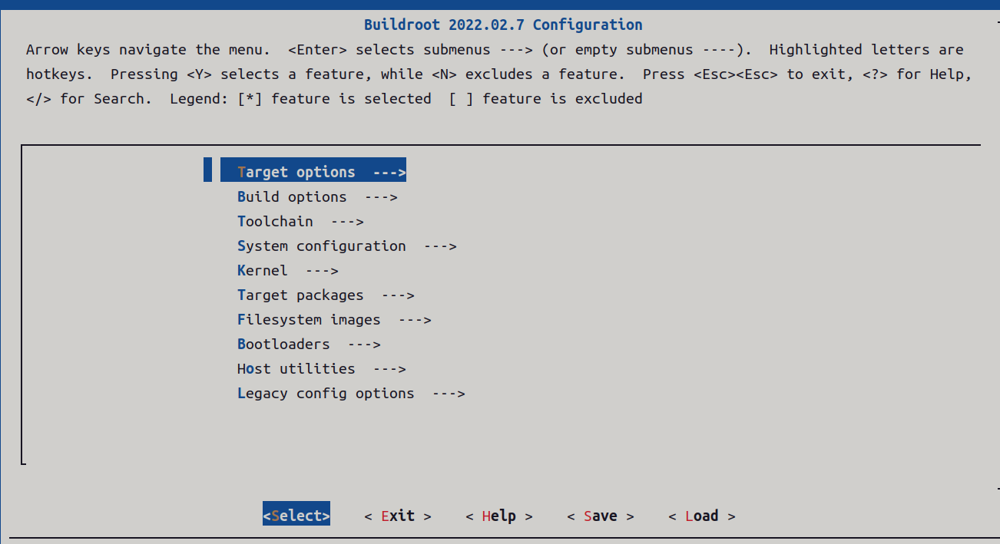 Buildroot 2022.02.7 Configuration
Arrow keys navigate the menu.  <Enter> selects submenus ---> (or empty submenus ----).  Highlighted letters are
hotkeys.  Pressing <Y> selects a feature, while <N> excludes a feature.  Press <Esc><Esc> to exit, <?> for Help,
</> for Search.  Legend: [*] feature is selected  [ ] feature is excluded
Target options  --->
Build options  --->
Toolchain  --->
System configuration  --->
Kernel  --->
Target packages  --->
Filesystem images  --->
Bootloaders  --->
Host utilities  --->
Legacy config options  --->
<Select>    < Exit >    < Help >    < Save >    < Load >